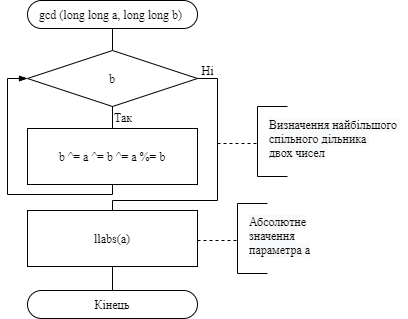 gcd (long long a, long long b)
b
Ні
Так
b ^= a ^= b ^= a %= b
Визначення найбільшого
спільного дільника
двох чисел
llabs(a)
Абсолютне
значення
параметра a
Кінець